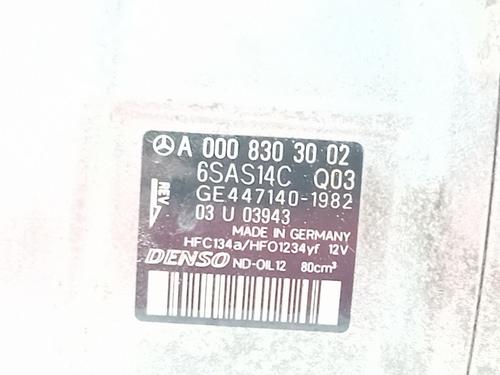 A 000 830 30 02
6SAS14C Q03
REV
GE447140-1982
03 U 03943
MADE IN GERMANY
HFC134a/HFO1234yf 12V
DENSO ND-OIL12 80cm³